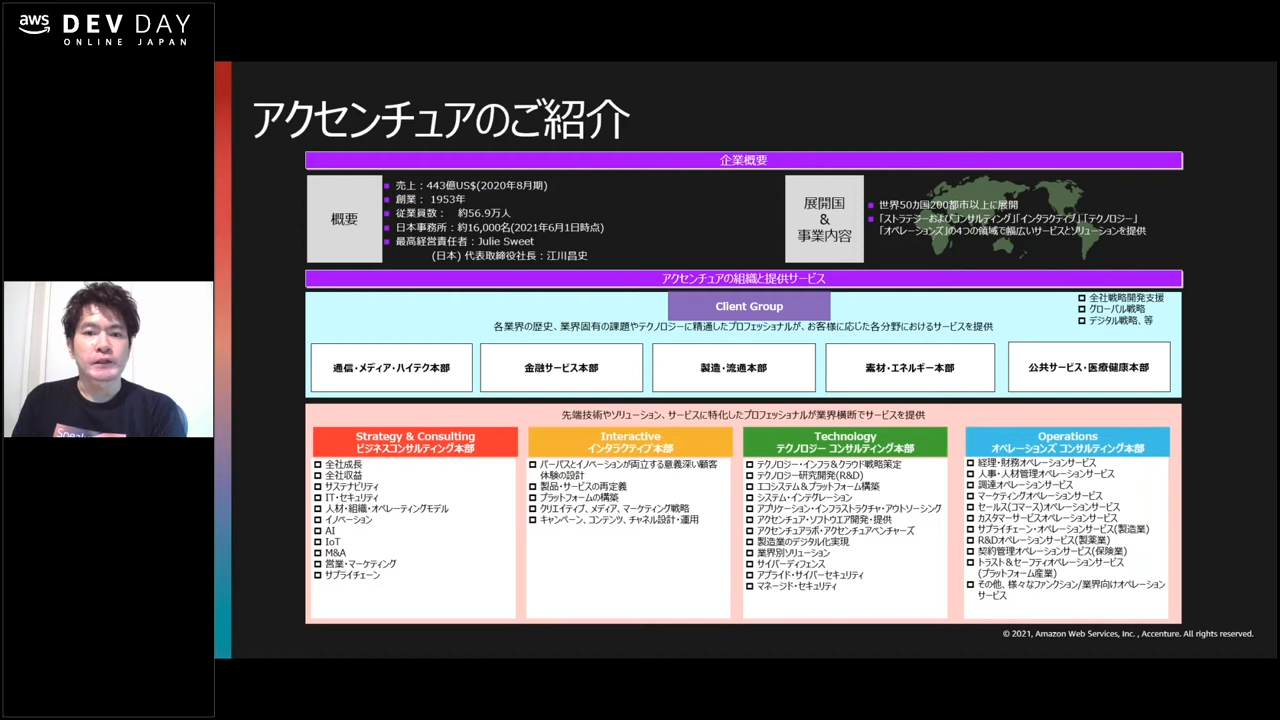 aws DEV DAY
ONLINE JAPAN
アクセンチュアのご紹介
企業概要
概要
■ 売上：443億US$(2020年8月期)
■ 創業： 1953年
■ 従業員数： 約56.9万人
■ 日本事務所：約16,000名(2021年6月1日時点)
■ 最高経営責任者：Julie Sweet
(日本) 代表取締役社長：江川昌史
展開国
&
事業内容
■ 世界50カ国200都市以上に展開
■ 「ストラテジーおよびコンサルティング」「インタラクティブ」「テクノロジー」
「オペレーションズ」の4つの領域で幅広いサービスとソリューションを提供
アクセンチュアの組織と提供サービス
Client Group
各業界の歴史、業界固有の課題やテクノロジーに精通したプロフェッショナルが、お客様に応じた各分野におけるサービスを提供
全社戦略開発支援
グローバル戦略
デジタル戦略、等
通信・メディア・ハイテク本部
金融サービス本部
製造・流通本部
素材・エネルギー本部
公共サービス・医療健康本部
先端技術やソリューション、サービスに特化したプロフェッショナルが業界横断でサービスを提供
Strategy & Consulting
ビジネスコンサルティング本部
全社成長
全社収益
サステナビリティ
IT・セキュリティ
人材・組織・オペレーティングモデル
イノベーション
AI
IoT
M&A
営業・マーケティング
サプライチェーン
Interactive
インタラクティブ本部
パーパスとイノベーションが両立する意義深い顧客
体験の設計
製品・サービスの再定義
プラットフォームの構築
クリエイティブ、メディア、マーケティング戦略
キャンペーン、コンテンツ、チャネル設計・運用
Technology
テクノロジー コンサルティング本部
テクノロジー・インフラ＆クラウド戦略策定
テクノロジー研究開発(R&D)
エコシステム＆プラットフォーム構築
システム・インテグレーション
アプリケーション・インフラストラクチャ・アウトソーシング
アクセンチュア・ソフトウエア開発・提供
アクセンチュアラボ・アクセンチュアベンチャーズ
製造業のデジタル化実現
業界別ソリューション
サイバーディフェンス
アプライド・サイバーセキュリティ
マネージド・セキュリティ
Operations
オペレーションズ コンサルティング本部
経理・財務オペレーションサービス
人事・人材管理オペレーションサービス
調達オペレーションサービス
マーケティングオペレーションサービス
セールス(コマース)オペレーションサービス
カスタマーサービスオペレーションサービス
サプライチェーン・オペレーションサービス(製造業)
R&Dオペレーションサービス(製薬業)
契約管理オペレーションサービス(保険業)
トラスト＆セーフティオペレーションサービス
(プラットフォーム産業)
その他、様々なファンクション/業界向けオペレーション
サービス
© 2021, Amazon Web Services, Inc. , Accenture. All rights reserved.